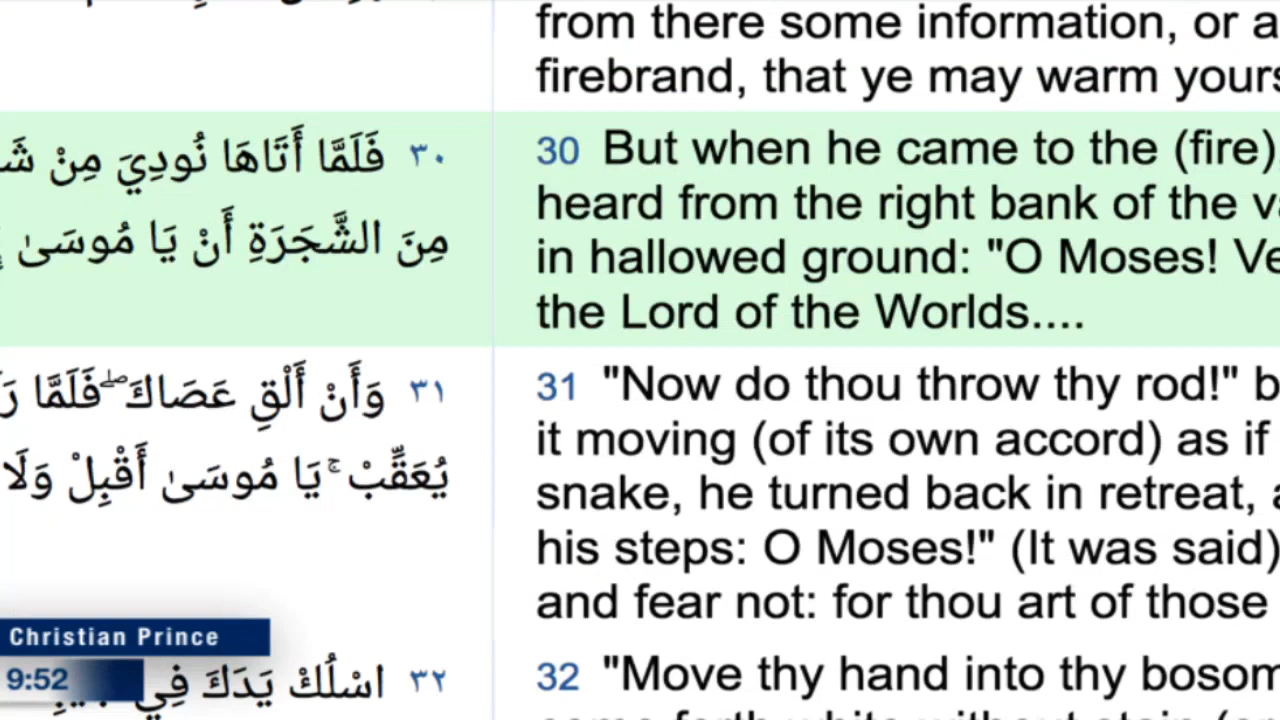 from there some information, or a
firebrand, that ye may warm yours
٣٠ فَلَمَّا أَتَاهَا نُودِيَ مِنْ
مِنَ الشَّجَرَةِ أَنْ يَا مُوسَىٰ
30 But when he came to the (fire),
heard from the right bank of the va
in hallowed ground: "O Moses! Ve
the Lord of the Worlds....
٣١ وَأَنْ أَلْقِ عَصَاكَ ۖ فَلَمَّا
يُعَقِّبْ ۚ يَا مُوسَىٰ أَقْبِلْ وَلَا
31 "Now do thou throw thy rod!" b
it moving (of its own accord) as if
snake, he turned back in retreat, a
his steps: O Moses!" (It was said)
and fear not: for thou art of those
٣٢ اسْلُكْ يَدَكَ فِي
32 "Move thy hand into thy bosom
Christian Prince
9:52